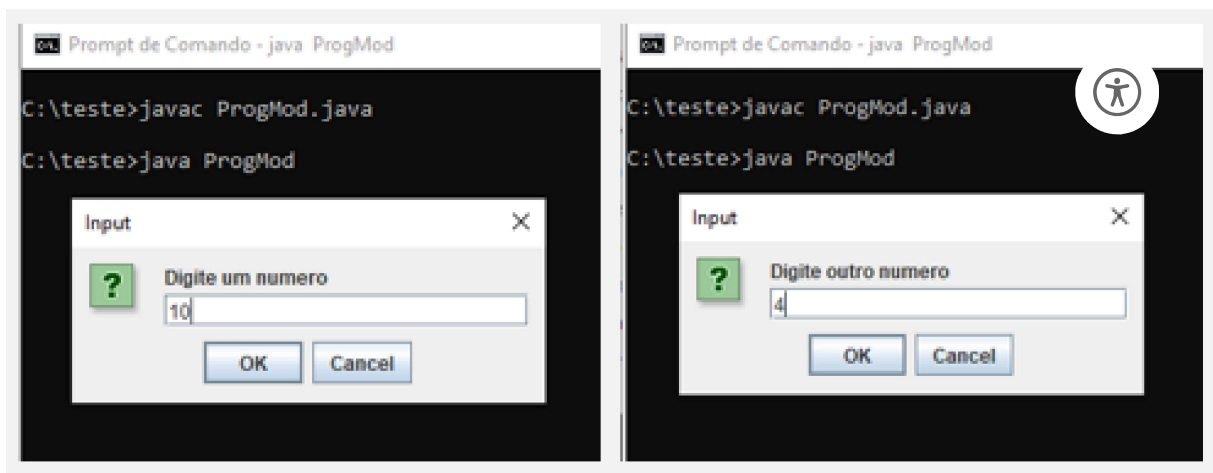 Prompt de Comando - java ProgMod
C:\teste>javac ProgMod.java
C:\teste>java ProgMod
Input
?
Digite um numero
10
OK
Cancel
Prompt de Comando - java ProgMod
C:\teste>javac ProgMod.java
C:\teste>java ProgMod
Input
?
Digite outro numero
4
OK
Cancel